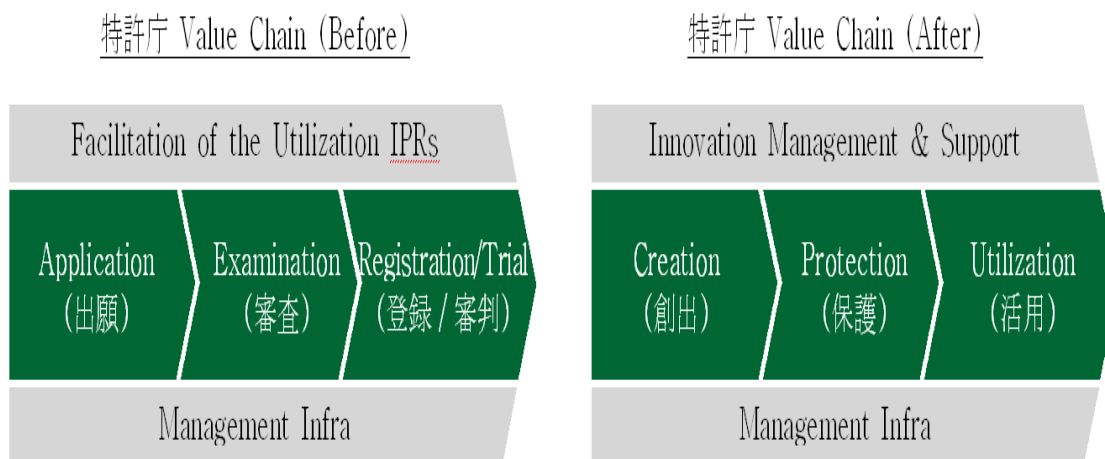 特許庁 Value Chain (Before)
Facilitation of the Utilization IPRs
Application
(出願)
Examination
(審査)
Registration/Trial
(登録 / 審判)
Management Infra
特許庁 Value Chain (After)
Innovation Management & Support
Creation
(創出)
Protection
(保護)
Utilization
(活用)
Management Infra